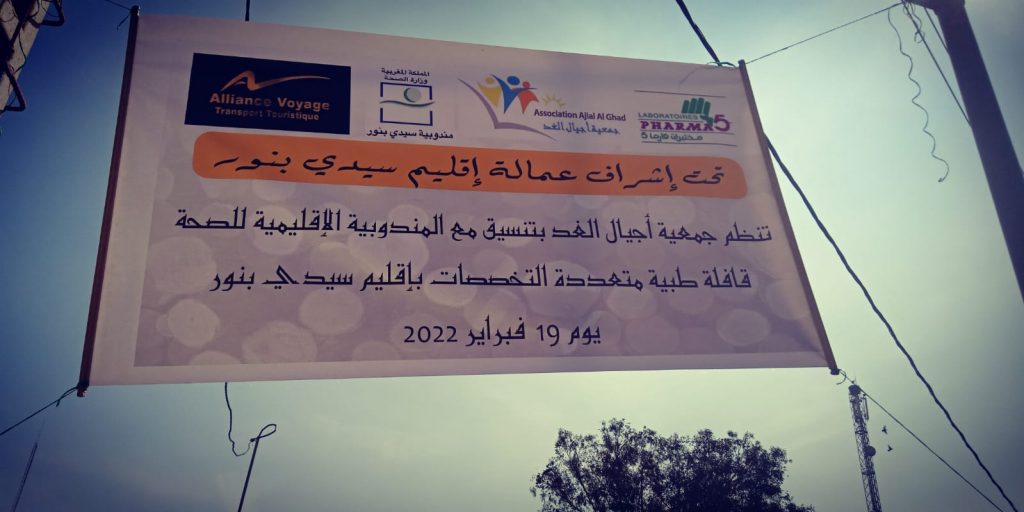 Alliance Voyage
Transport Touristique
المملكة المغربية
وزارة الصحة
مندوبية سيدي بنور
Association Ajial Al Ghad
جمعية أجيال الغد
LABORATOIRES
PHARMA 5
مختبرات فارما 5
تحت إشراف عمالة إقليم سيدي بنور
تنظم جمعية أجيال الغد بتنسيق مع المندوبية الإقليمية للصحة
قافلة طبية متعددة التخصصات بإقليم سيدي بنور
يوم 19 فبراير 2022